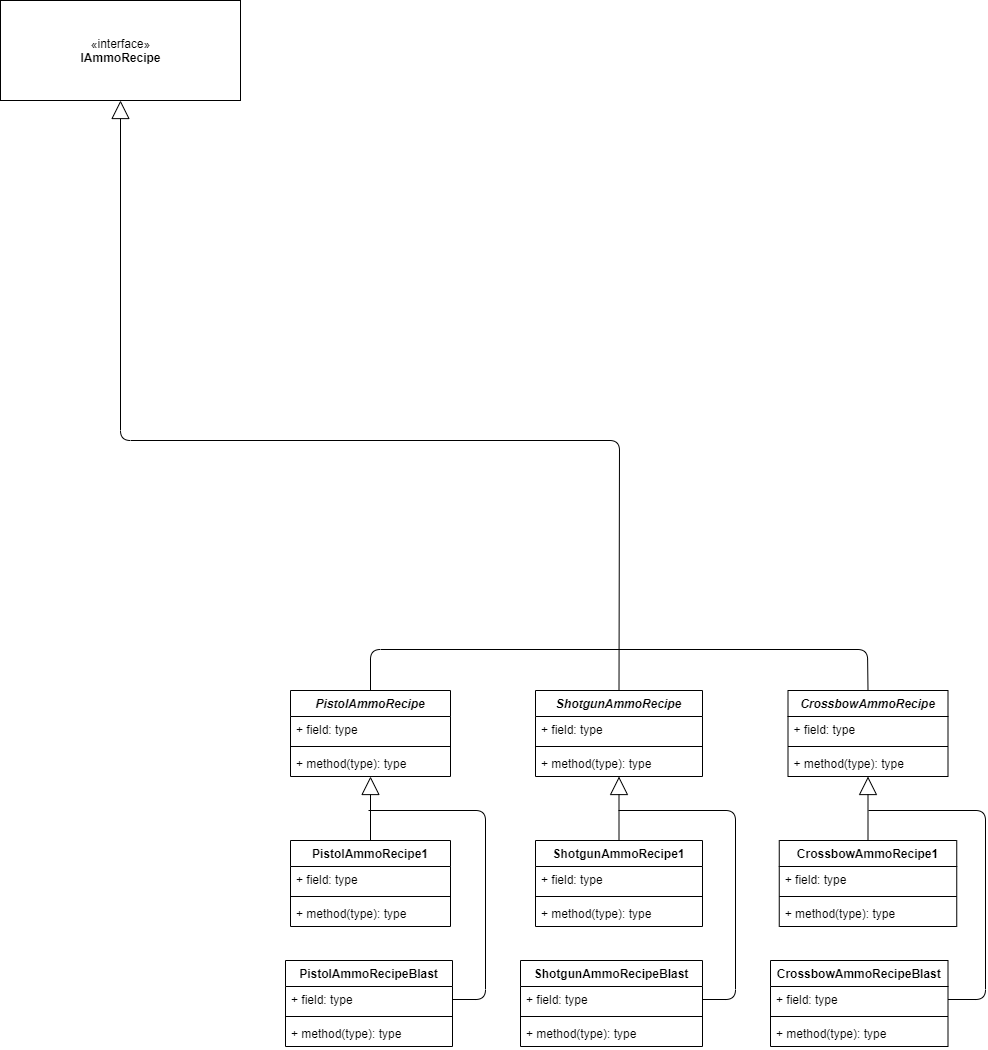 «interface»
IAmmoRecipe
PistolAmmoRecipe
+ field: type
+ method(type): type
ShotgunAmmoRecipe
+ field: type
+ method(type): type
CrossbowAmmoRecipe
+ field: type
+ method(type): type
PistolAmmoRecipe1
+ field: type
+ method(type): type
ShotgunAmmoRecipe1
+ field: type
+ method(type): type
CrossbowAmmoRecipe1
+ field: type
+ method(type): type
PistolAmmoRecipeBlast
+ field: type
+ method(type): type
ShotgunAmmoRecipeBlast
+ field: type
+ method(type): type
CrossbowAmmoRecipeBlast
+ field: type
+ method(type): type